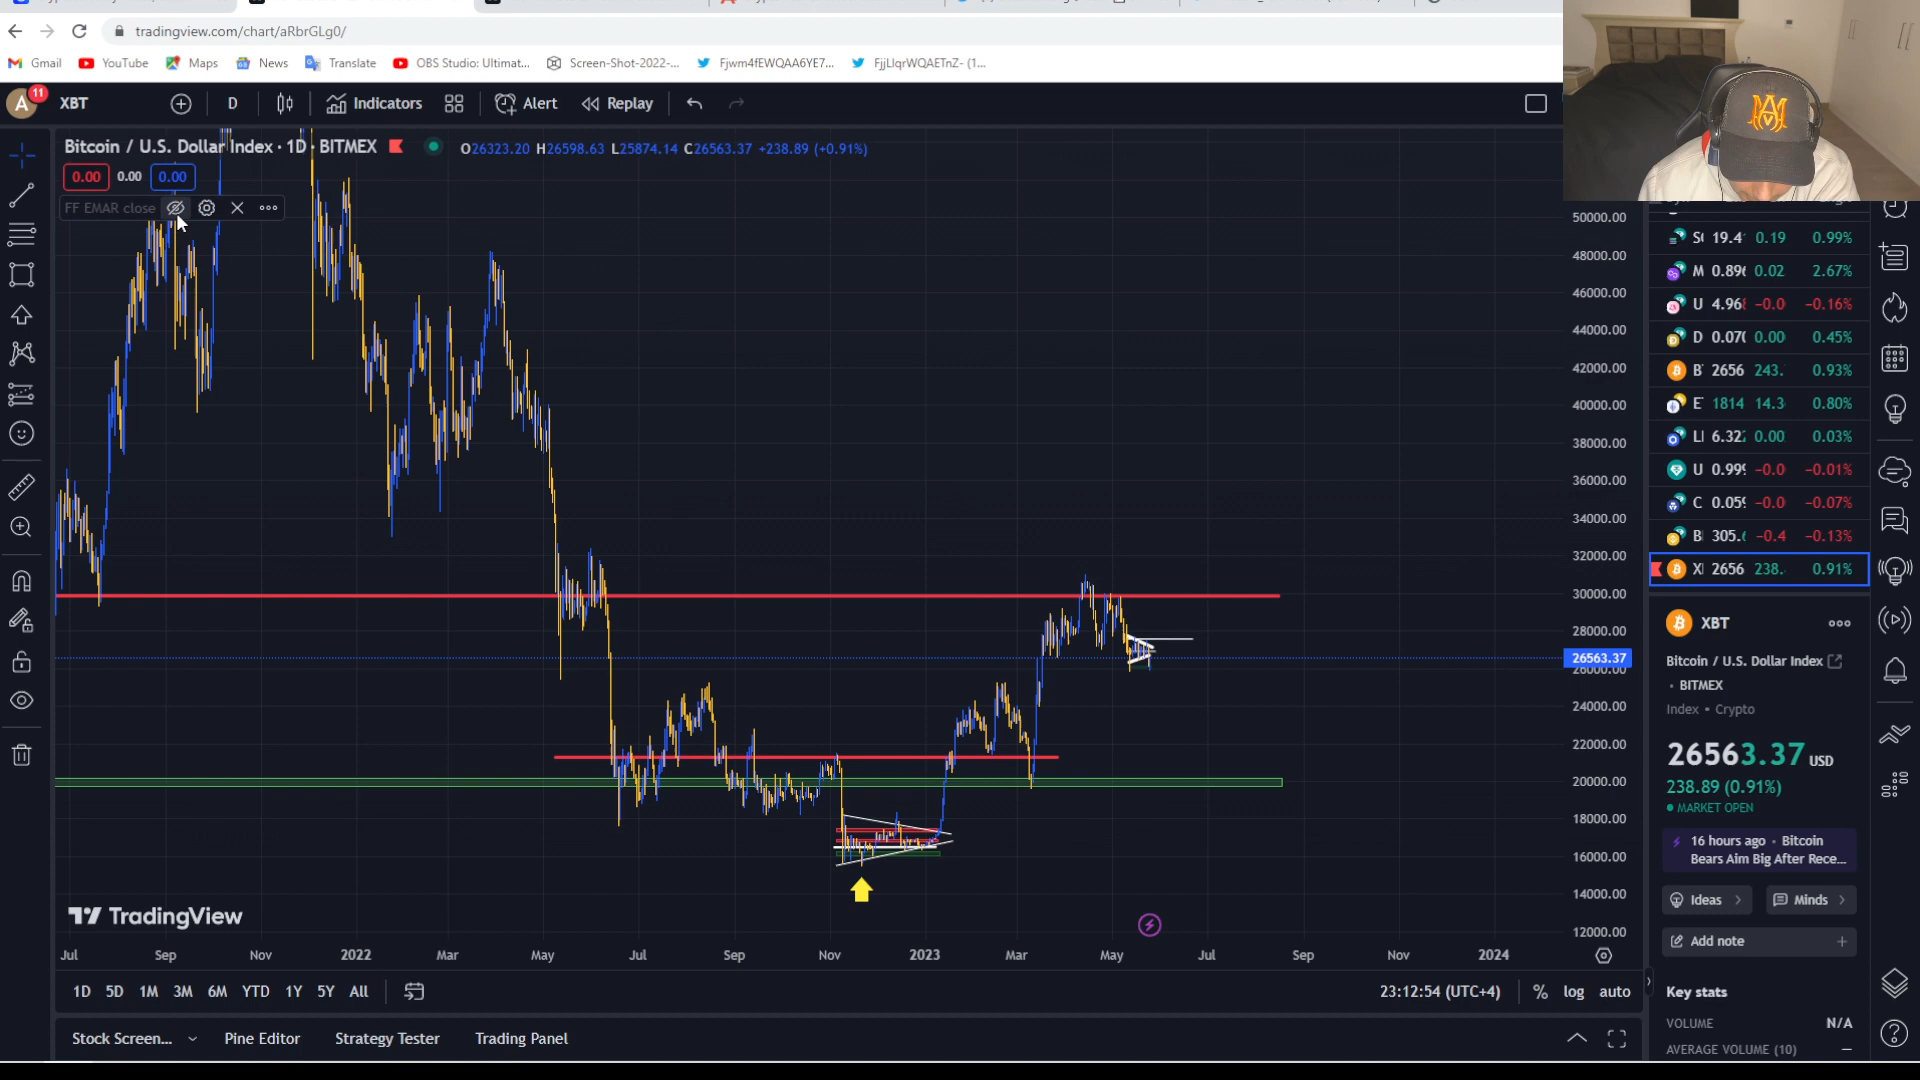 tradingview.com/chart/aRbrGLg0/
Gmail YouTube Maps News Translate OBS Studio: Ultimat... Screen-Shot-2022-... Fjwm4fEWQAA6YE7... FjjLlqrWQAETnZ- (1...
A 11 XBT D Indicators Alert Replay
Bitcoin / U.S. Dollar Index · 1D · BITMEX O26323.20 H26598.63 L25874.14 C26563.37 +238.89 (+0.91%)
0.00 0.00 0.00
FF EMAR close
50000.00
48000.00
46000.00
44000.00
42000.00
40000.00
38000.00
36000.00
34000.00
32000.00
30000.00
28000.00
26563.37
26000.00
24000.00
22000.00
20000.00
18000.00
16000.00
14000.00
12000.00
TradingView
Jul Sep Nov 2022 Mar May Jul Sep Nov 2023 Mar May Jul Sep Nov 2024
1D 5D 1M 3M 6M YTD 1Y 5Y All 23:12:54 (UTC+4) % log auto
Stock Screen... Pine Editor Strategy Tester Trading Panel
19.4 0.19 0.99%
M 0.89 0.02 2.67%
U 4.96 -0.0 -0.16%
D 0.07 0.00 0.45%
B 2656 243. 0.93%
E 1814 14.3 0.80%
LI 6.32 0.00 0.03%
U 0.99 -0.0 -0.01%
C 0.05 -0.0 -0.07%
B 305. -0.4 -0.13%
X 2656 238. 0.91%
XBT
Bitcoin / U.S. Dollar Index
• BITMEX
Index • Crypto
26563.37 USD
238.89 (0.91%)
MARKET OPEN
16 hours ago • Bitcoin
Bears Aim Big After Rece...
Ideas Minds
Add note
Key stats
VOLUME N/A
AVERAGE VOLUME (10) —